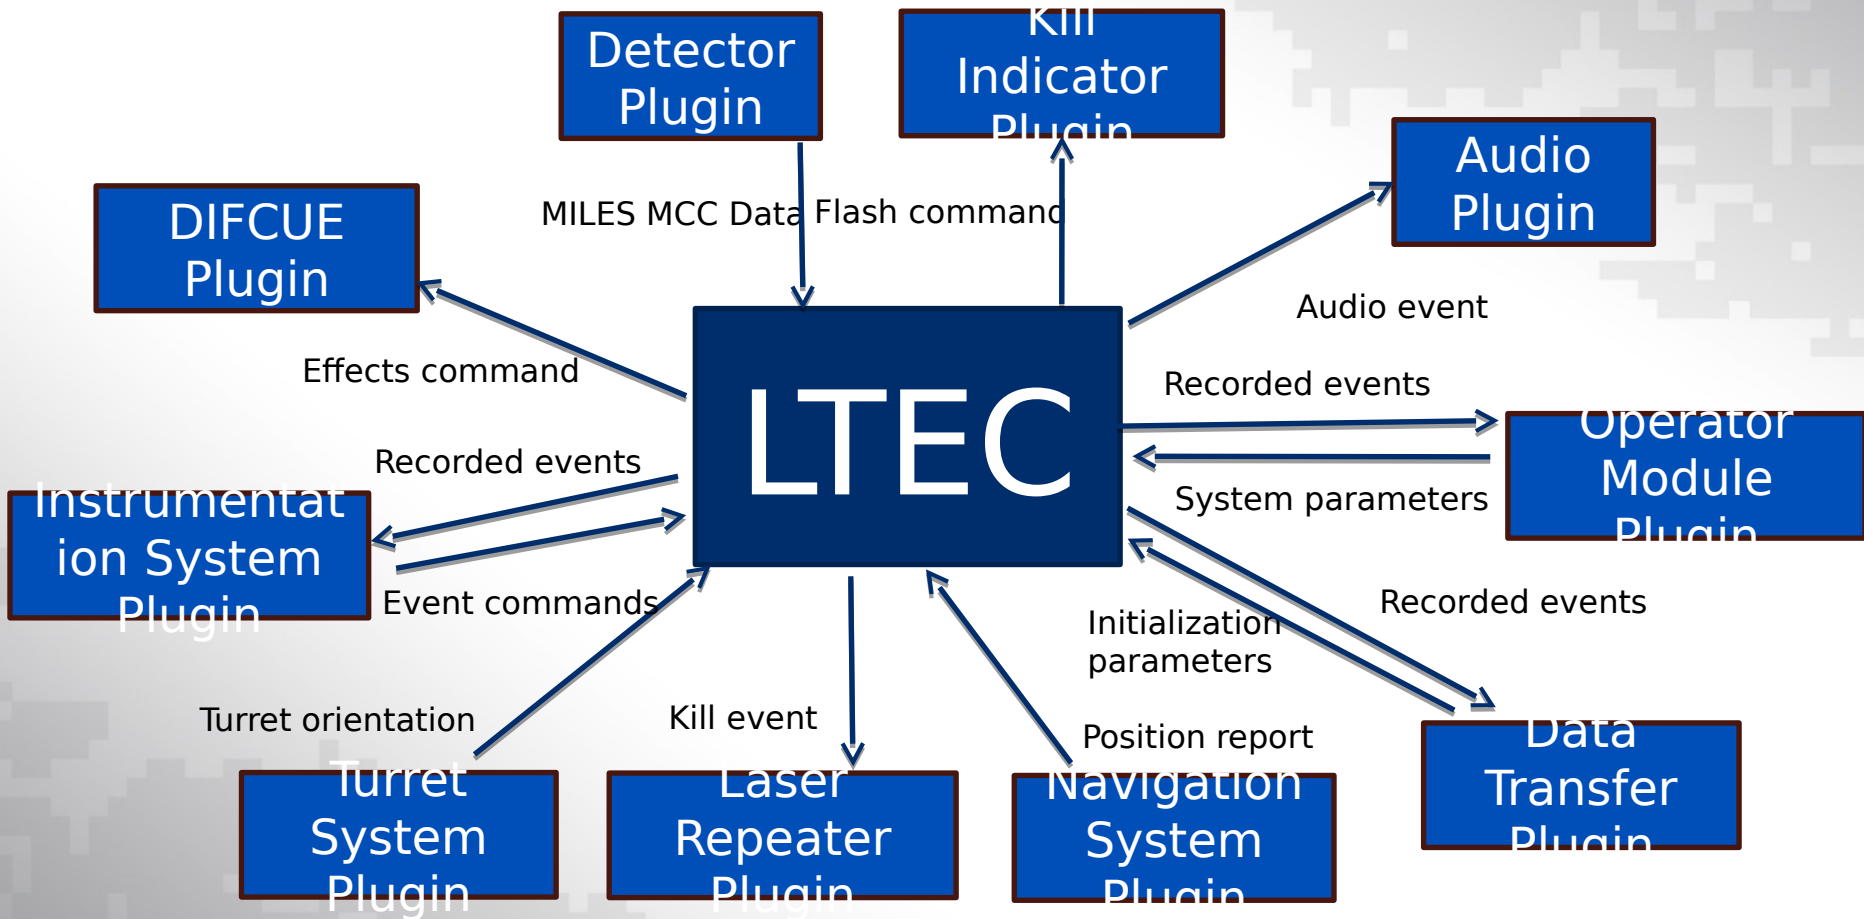 Detector
Plugin
Kill
Indicator
Plugin
Audio
Plugin
DIFCUE
Plugin
MILES MCC Data
Flash command
Audio event
Effects command
LTEC
Recorded events
Operator
Module
Plugin
System parameters
Recorded events
Instrumentat
ion System
Plugin
Event commands
Initialization
parameters
Recorded events
Turret orientation
Kill event
Position report
Turret
System
Plugin
Laser
Repeater
Plugin
Navigation
System
Plugin
Data
Transfer
Plugin